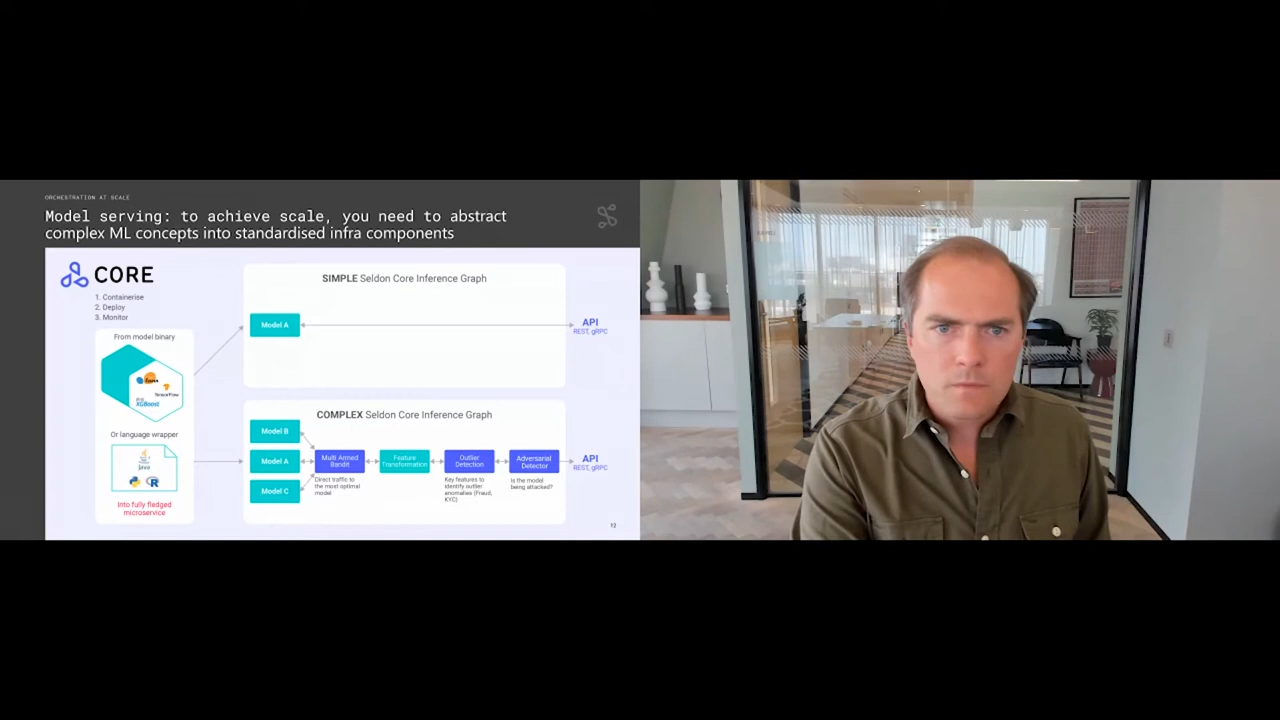 ORCHESTRATION AT SCALE
Model serving: to achieve scale, you need to abstract
complex ML concepts into standardised infra components
CORE
1. Containerise
2. Deploy
3. Monitor
From model binary
TensorFlow
XGBoost
Or language wrapper
Java
R
Into fully fledged
microservice
SIMPLE Seldon Core Inference Graph
Model A
API
REST, gRPC
COMPLEX Seldon Core Inference Graph
Model B
Model A
Model C
Multi Armed
Bandit
Direct traffic to
the most optimal
model
Feature
Transformation
Outlier
Detection
Key features to
identify outlier
anomalies (Fraud,
KYC)
Adversarial
Detector
Is the model
being attacked?
API
REST, gRPC
12